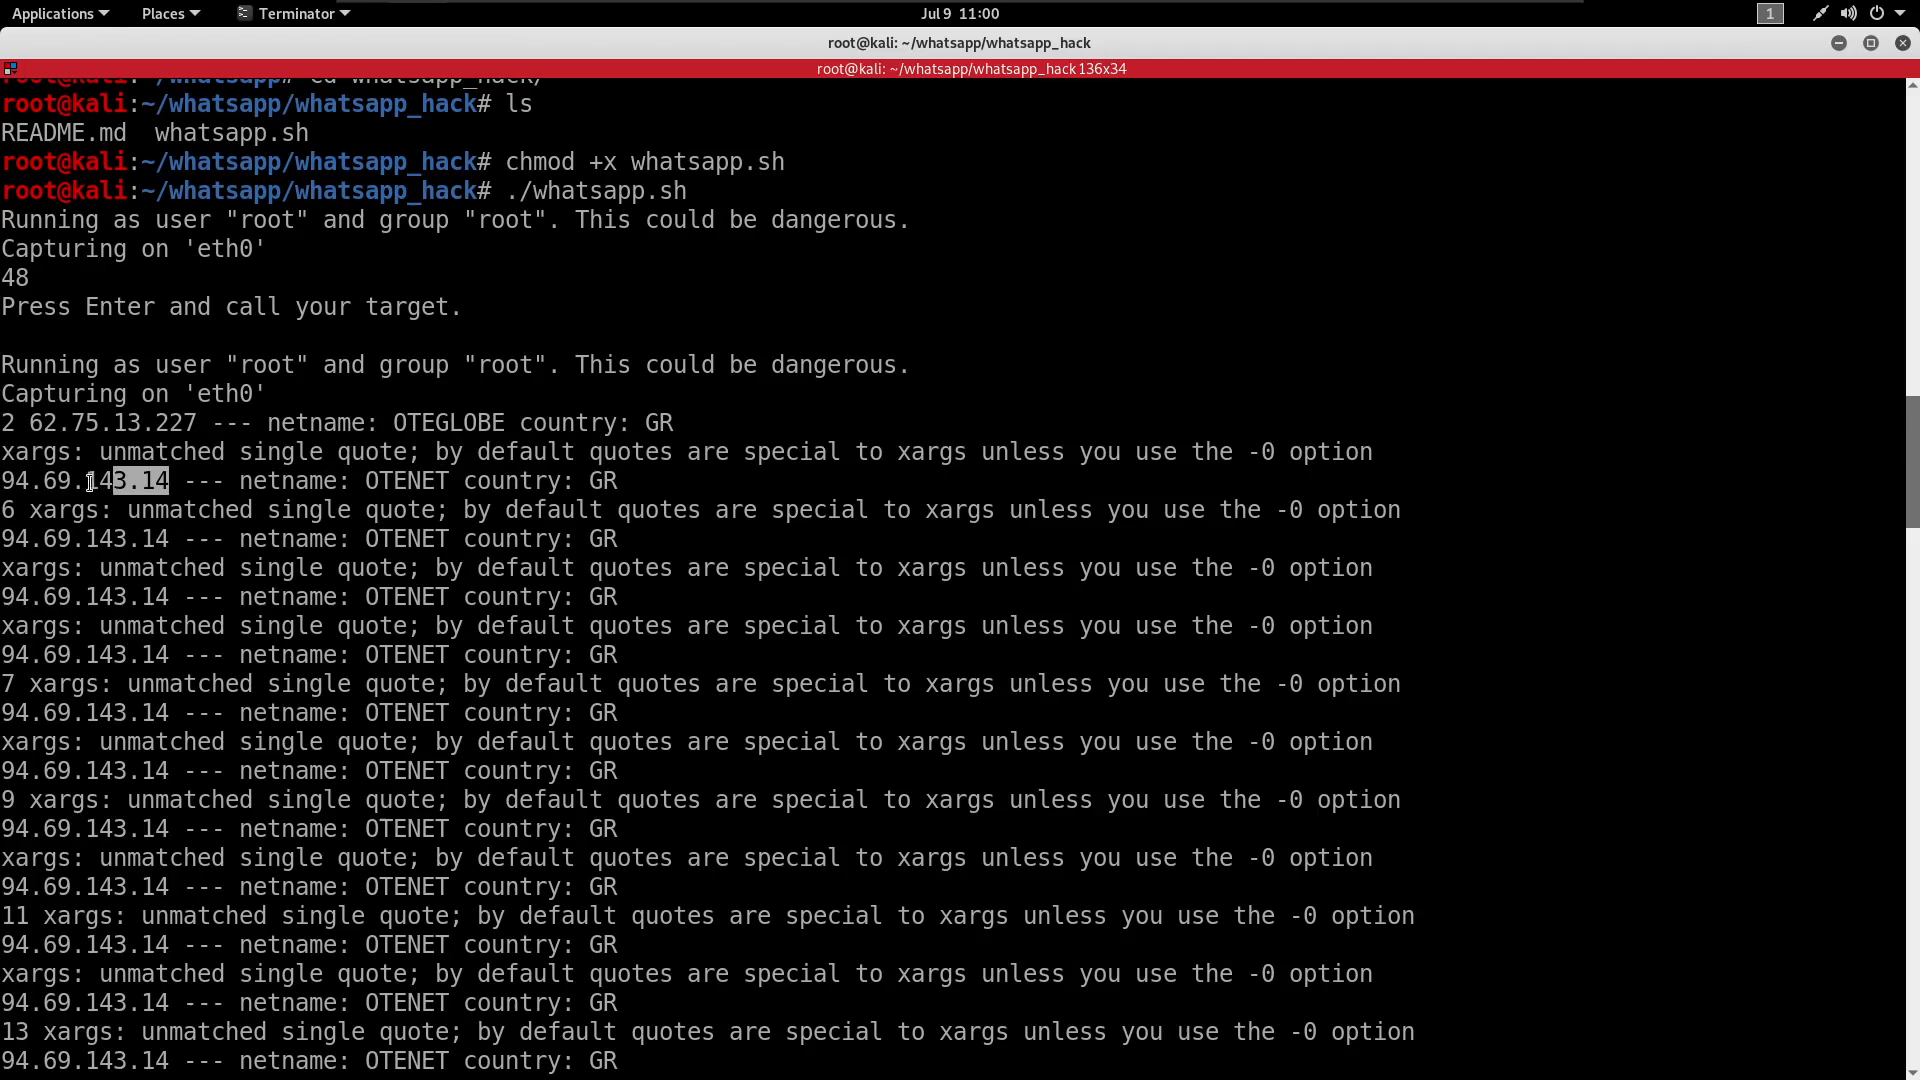 Applications Places Terminator Jul 9 11:00 1
root@kali: ~/whatsapp/whatsapp_hack
root@kali: ~/whatsapp/whatsapp_hack 136x34
root@kali:~/whatsapp# cd whatsapp_hack/
root@kali:~/whatsapp/whatsapp_hack# ls
README.md  whatsapp.sh
root@kali:~/whatsapp/whatsapp_hack# chmod +x whatsapp.sh
root@kali:~/whatsapp/whatsapp_hack# ./whatsapp.sh
Running as user "root" and group "root". This could be dangerous.
Capturing on 'eth0'
48
Press Enter and call your target.
Running as user "root" and group "root". This could be dangerous.
Capturing on 'eth0'
2 62.75.13.227 --- netname: OTEGLOBE country: GR
xargs: unmatched single quote; by default quotes are special to xargs unless you use the -0 option
94.69.143.14 --- netname: OTENET country: GR
6 xargs: unmatched single quote; by default quotes are special to xargs unless you use the -0 option
94.69.143.14 --- netname: OTENET country: GR
xargs: unmatched single quote; by default quotes are special to xargs unless you use the -0 option
94.69.143.14 --- netname: OTENET country: GR
xargs: unmatched single quote; by default quotes are special to xargs unless you use the -0 option
94.69.143.14 --- netname: OTENET country: GR
7 xargs: unmatched single quote; by default quotes are special to xargs unless you use the -0 option
94.69.143.14 --- netname: OTENET country: GR
xargs: unmatched single quote; by default quotes are special to xargs unless you use the -0 option
94.69.143.14 --- netname: OTENET country: GR
9 xargs: unmatched single quote; by default quotes are special to xargs unless you use the -0 option
94.69.143.14 --- netname: OTENET country: GR
xargs: unmatched single quote; by default quotes are special to xargs unless you use the -0 option
94.69.143.14 --- netname: OTENET country: GR
11 xargs: unmatched single quote; by default quotes are special to xargs unless you use the -0 option
94.69.143.14 --- netname: OTENET country: GR
xargs: unmatched single quote; by default quotes are special to xargs unless you use the -0 option
94.69.143.14 --- netname: OTENET country: GR
13 xargs: unmatched single quote; by default quotes are special to xargs unless you use the -0 option
94.69.143.14 --- netname: OTENET country: GR